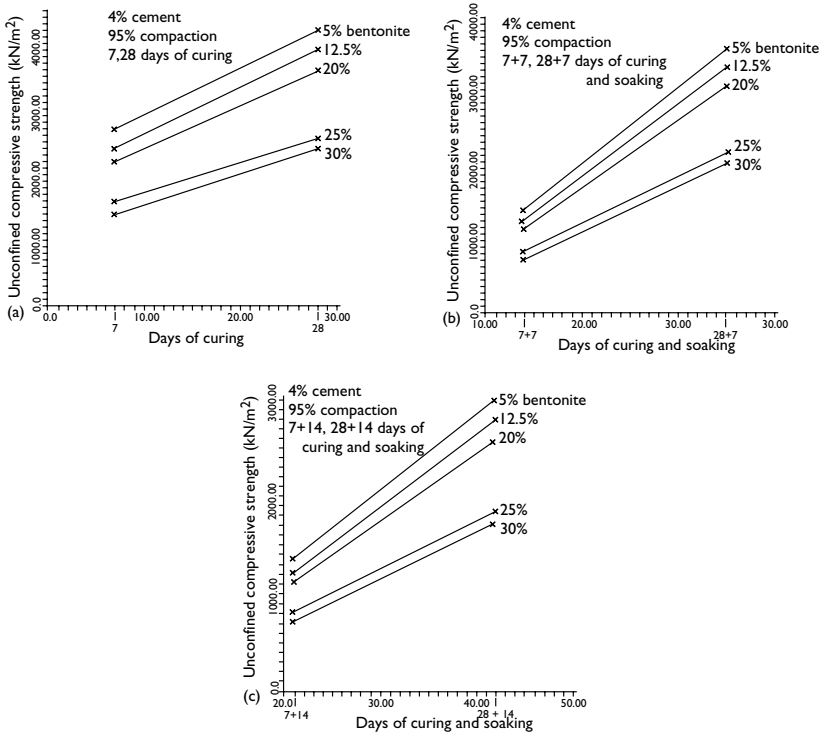 4% cement
95% compaction
7,28 days of curing
5% bentonite
12.5%
20%
25%
30%
Unconfined compressive strength (kN/m²)
4000.00
3000.00
2000.00
1000.00
0.0
0.0
10.00
20.00
30.00
7
28
Days of curing
(a)
4% cement
95% compaction
7+7, 28+7 days of curing
and soaking
5% bentonite
12.5%
20%
25%
30%
Unconfined compressive strength (kN/m²)
4000.00
3000.00
2000.00
1000.00
0.0
10.00
20.00
30.00
30.00
7+7
28+7
Days of curing and soaking
(b)
4% cement
95% compaction
7+14, 28+14 days of
curing and soaking
5% bentonite
12.5%
20%
25%
30%
Unconfined compressive strength (kN/m²)
3000.00
2000.00
1000.00
0.0
20.0
30.00
40.00
50.00
7+14
28 + 14
Days of curing and soaking
(c)